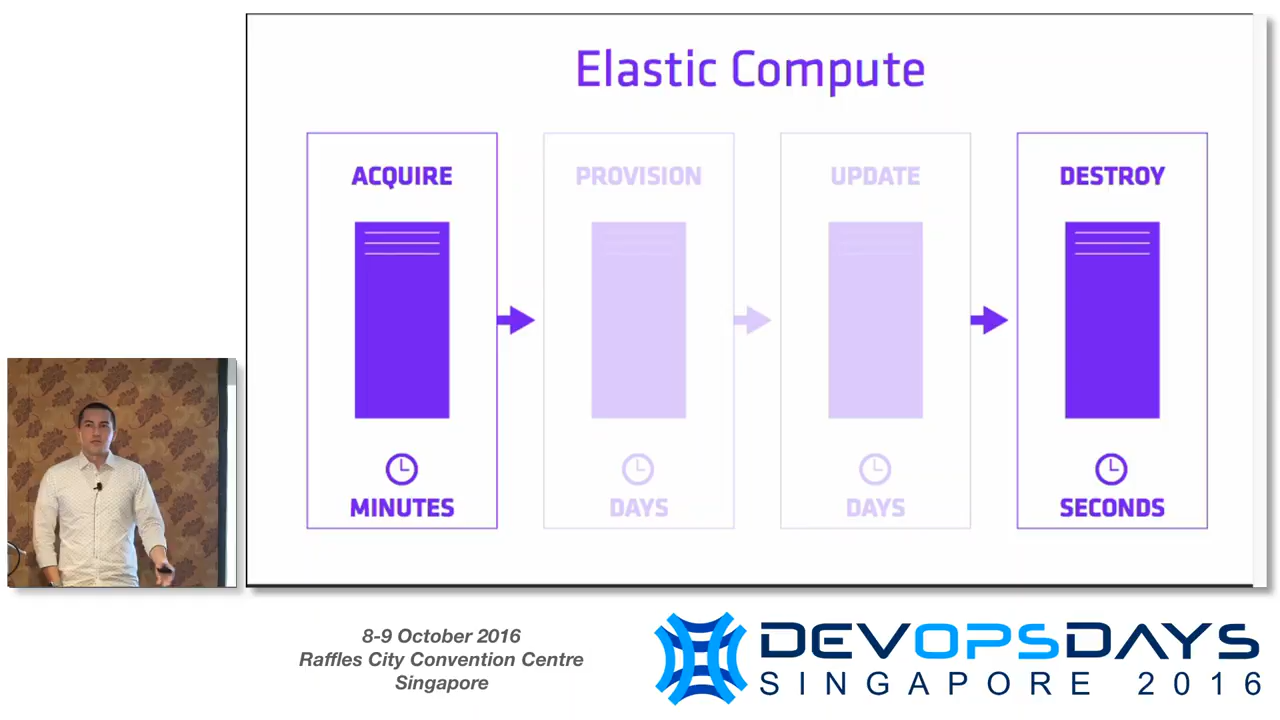 Elastic Compute
ACQUIRE
PROVISION
UPDATE
DESTROY
MINUTES
DAYS
DAYS
SECONDS
8-9 October 2016
Raffles City Convention Centre
Singapore
DEVOPSDAYS
SINGAPORE 2016